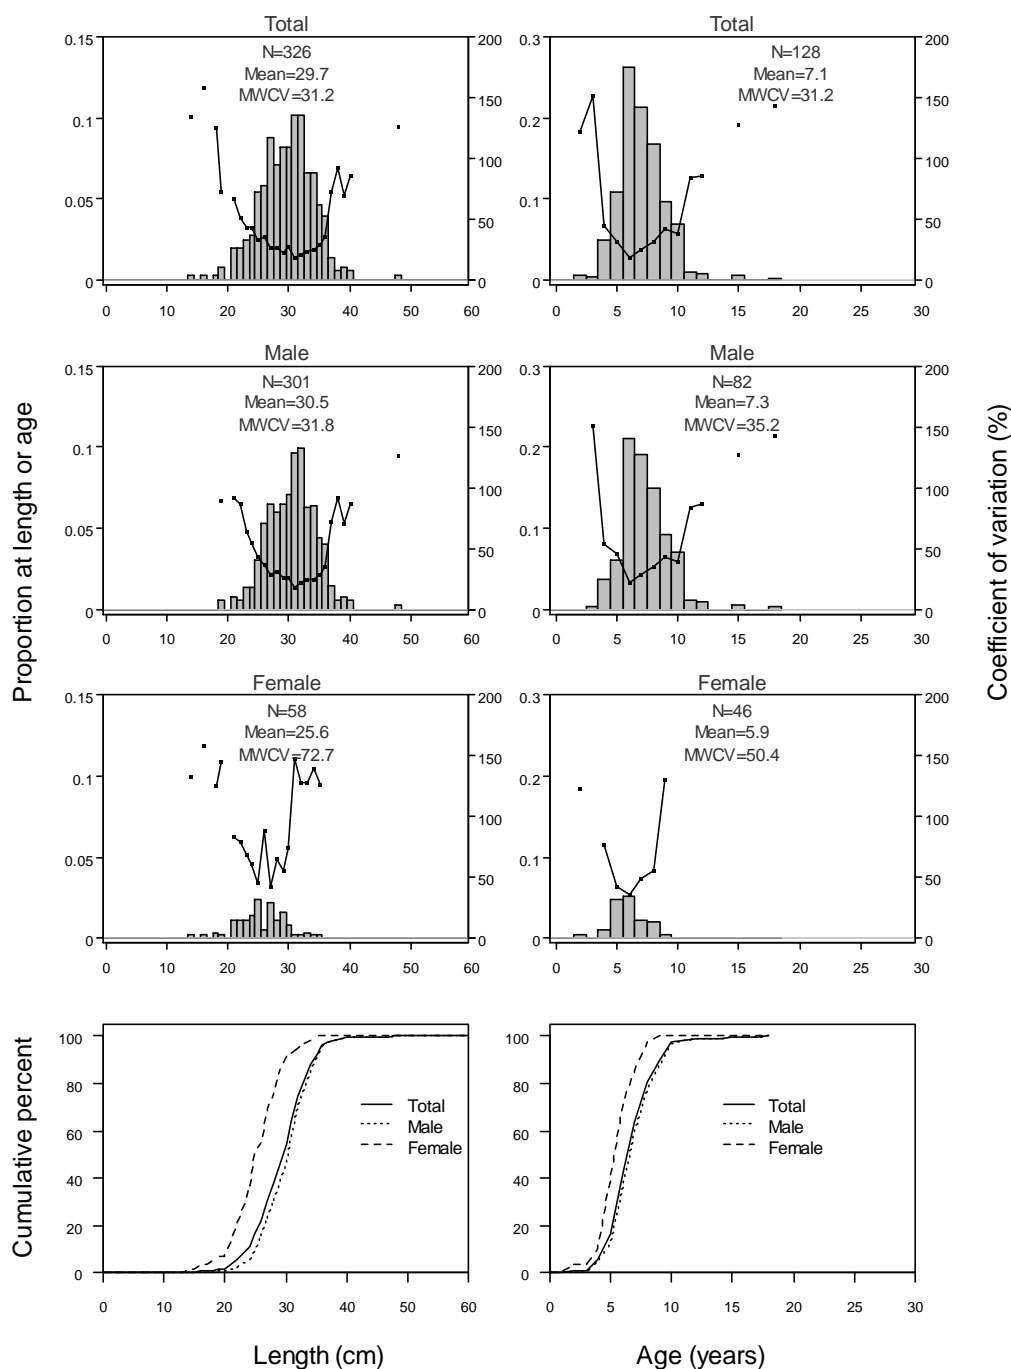 Total
Total
0.15
200
0.3
200
N=326
Mean=29.7
MWCV=31.2
N=128
Mean=7.1
MWCV=31.2
0.1
150
0.2
150
100
100
0.05
50
0.1
50
0
0
0
0
0 10 20 30 40 50 60
0 5 10 15 20 25 30
Male
Male
0.15
200
0.3
200
N=301
Mean=30.5
MWCV=31.8
N=82
Mean=7.3
MWCV=35.2
0.1
150
0.2
150
100
100
0.05
50
0.1
50
0
0
0
0
0 10 20 30 40 50 60
0 5 10 15 20 25 30
Female
Female
0.15
200
0.3
200
N=58
Mean=25.6
MWCV=72.7
N=46
Mean=5.9
MWCV=50.4
0.1
150
0.2
150
100
100
0.05
50
0.1
50
0
0
0
0
0 10 20 30 40 50 60
0 5 10 15 20 25 30
Proportion at length or age
Coefficient of variation (%)
100
80
60
40
20
0
Total
Male
Female
0 10 20 30 40 50 60
100
80
60
40
20
0
Total
Male
Female
0 5 10 15 20 25 30
Cumulative percent
Length (cm)
Age (years)